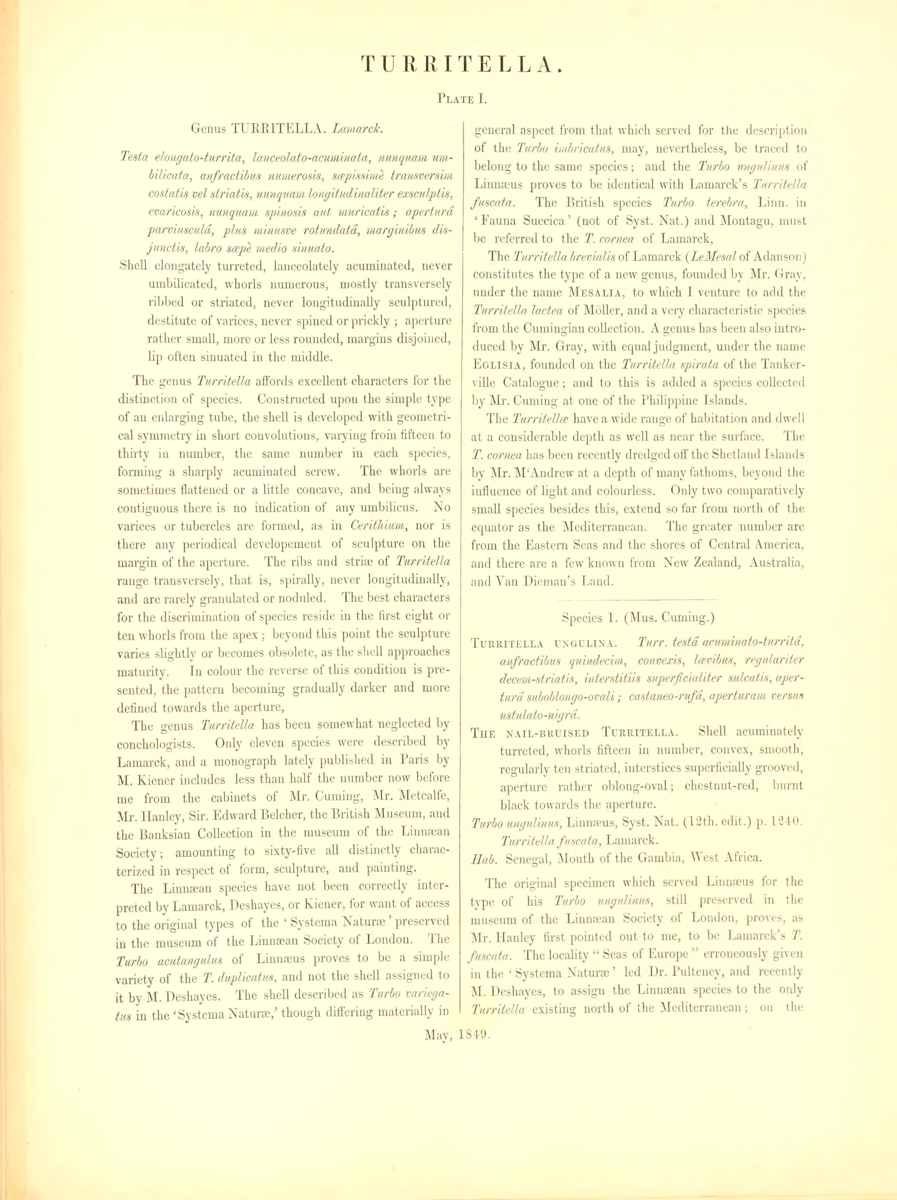 TURRITELLA.
Plate I.
Genus TURRITELLA. Lamarck.
Testa elongato-turrita, lanceolato-acuminata, nunquam um-
bilicata, anfractibus numerosis, sæpissimè transversim
costatis vel striatis, nunquam longitudinaliter exsculptis,
evaricosis, nunquam spinosis aut muricatis; aperturá
parviusculá, plus minusve rotundatá, marginibus dis-
junctis, labro sæpè medio sinuato.
Shell elongately turreted, lanceolately acuminated, never
umbilicated, whorls numerous, mostly transversely
ribbed or striated, never longitudinally sculptured,
destitute of varices, never spined or prickly; aperture
rather small, more or less rounded, margins disjoined,
lip often sinuated in the middle.
The genus Turritella affords excellent characters for the
distinction of species. Constructed upon the simple type
of an enlarging tube, the shell is developed with geometri-
cal symmetry in short convolutions, varying from fifteen to
thirty in number, the same number in each species,
forming a sharply acuminated screw. The whorls are
sometimes flattened or a little concave, and being always
contiguous there is no indication of any umbilicus. No
varices or tubercles are formed, as in Cerithium, nor is
there any periodical developement of sculpture on the
margin of the aperture. The ribs and striæ of Turritella
range transversely, that is, spirally, never longitudinally,
and are rarely granulated or noduled. The best characters
for the discrimination of species reside in the first eight or
ten whorls from the apex; beyond this point the sculpture
varies slightly or becomes obsolete, as the shell approaches
maturity. In colour the reverse of this condition is pre-
sented, the pattern becoming gradually darker and more
defined towards the aperture,
The genus Turritella has been somewhat neglected by
conchologists. Only eleven species were described by
Lamarck, and a monograph lately published in Paris by
M. Kiener includes less than half the number now before
me from the cabinets of Mr. Cuming, Mr. Metcalfe,
Mr. Hanley, Sir. Edward Belcher, the British Museum, and
the Banksian Collection in the museum of the Linnæan
Society; amounting to sixty-five all distinctly charac-
terized in respect of form, sculpture, and painting.
The Linnæan species have not been correctly inter-
preted by Lamarck, Deshayes, or Kiener, for want of access
to the original types of the ‘Systema Naturæ’ preserved
in the museum of the Linnæan Society of London. The
Turbo acutangulus of Linnæus proves to be a simple
variety of the T. duplicatus, and not the shell assigned to
it by M. Deshayes. The shell described as Turbo variega-
tus in the ‘Systema Naturæ,’ though differing materially in
general aspect from that which served for the description
of the Turbo imbricatus, may, nevertheless, be traced to
belong to the same species; and the Turbo ungulinus of
Linnæus proves to be identical with Lamarck's Turritella
fuscata. The British species Turbo terebra, Linn. in
‘Fauna Suecica’ (not of Syst. Nat.) and Montagu, must
be referred to the T. cornea of Lamarck,
The Turritella brevialis of Lamarck (LeMesal of Adanson)
constitutes the type of a new genus, founded by Mr. Gray,
under the name Mesalia, to which I venture to add the
Turritella lactea of Möller, and a very characteristic species
from the Cumingian collection. A genus has been also intro-
duced by Mr. Gray, with equal judgment, under the name
Eglisia, founded on the Turritella spirata of the Tanker-
ville Catalogue; and to this is added a species collected
by Mr. Cuming at one of the Philippine Islands.
The Turritellæ have a wide range of habitation and dwell
at a considerable depth as well as near the surface. The
T. cornea has been recently dredged off the Shetland Islands
by Mr. M‘Andrew at a depth of many fathoms, beyond the
influence of light and colourless. Only two comparatively
small species besides this, extend so far from north of the
equator as the Mediterranean. The greater number are
from the Eastern Seas and the shores of Central America,
and there are a few known from New Zealand, Australia,
and Van Dieman's Land.
Species 1. (Mus. Cuming.)
Turritella ungulina. Turr. testá acuminato-turritá,
anfractibus quindecim, convexis, lævibus, regulariter
decem-striatis, interstitiis superficialiter sulcatis, aper-
turá suboblongo-ovali; castaneo-rufá, aperturam versus
ustulato-nigrá.
The nail-bruised Turritella. Shell acuminately
turreted, whorls fifteen in number, convex, smooth,
regularly ten striated, interstices superficially grooved,
aperture rather oblong-oval; chestnut-red, burnt
black towards the aperture.
Turbo ungulinus, Linnæus, Syst. Nat. (12th. edit.) p. 1240.
Turritella fuscata, Lamarck.
Hab. Senegal, Mouth of the Gambia, West Africa.
The original specimen which served Linnæus for the
type of his Turbo ungulinus, still preserved in the
museum of the Linnæan Society of London, proves, as
Mr. Hanley first pointed out to me, to be Lamarck's T.
fuscata. The locality “Seas of Europe” erroneously given
in the ‘Systema Naturæ’ led Dr. Pulteney, and recently
M. Deshayes, to assign the Linnæan species to the only
Turritella existing north of the Mediterranean; on the
May, 1849.